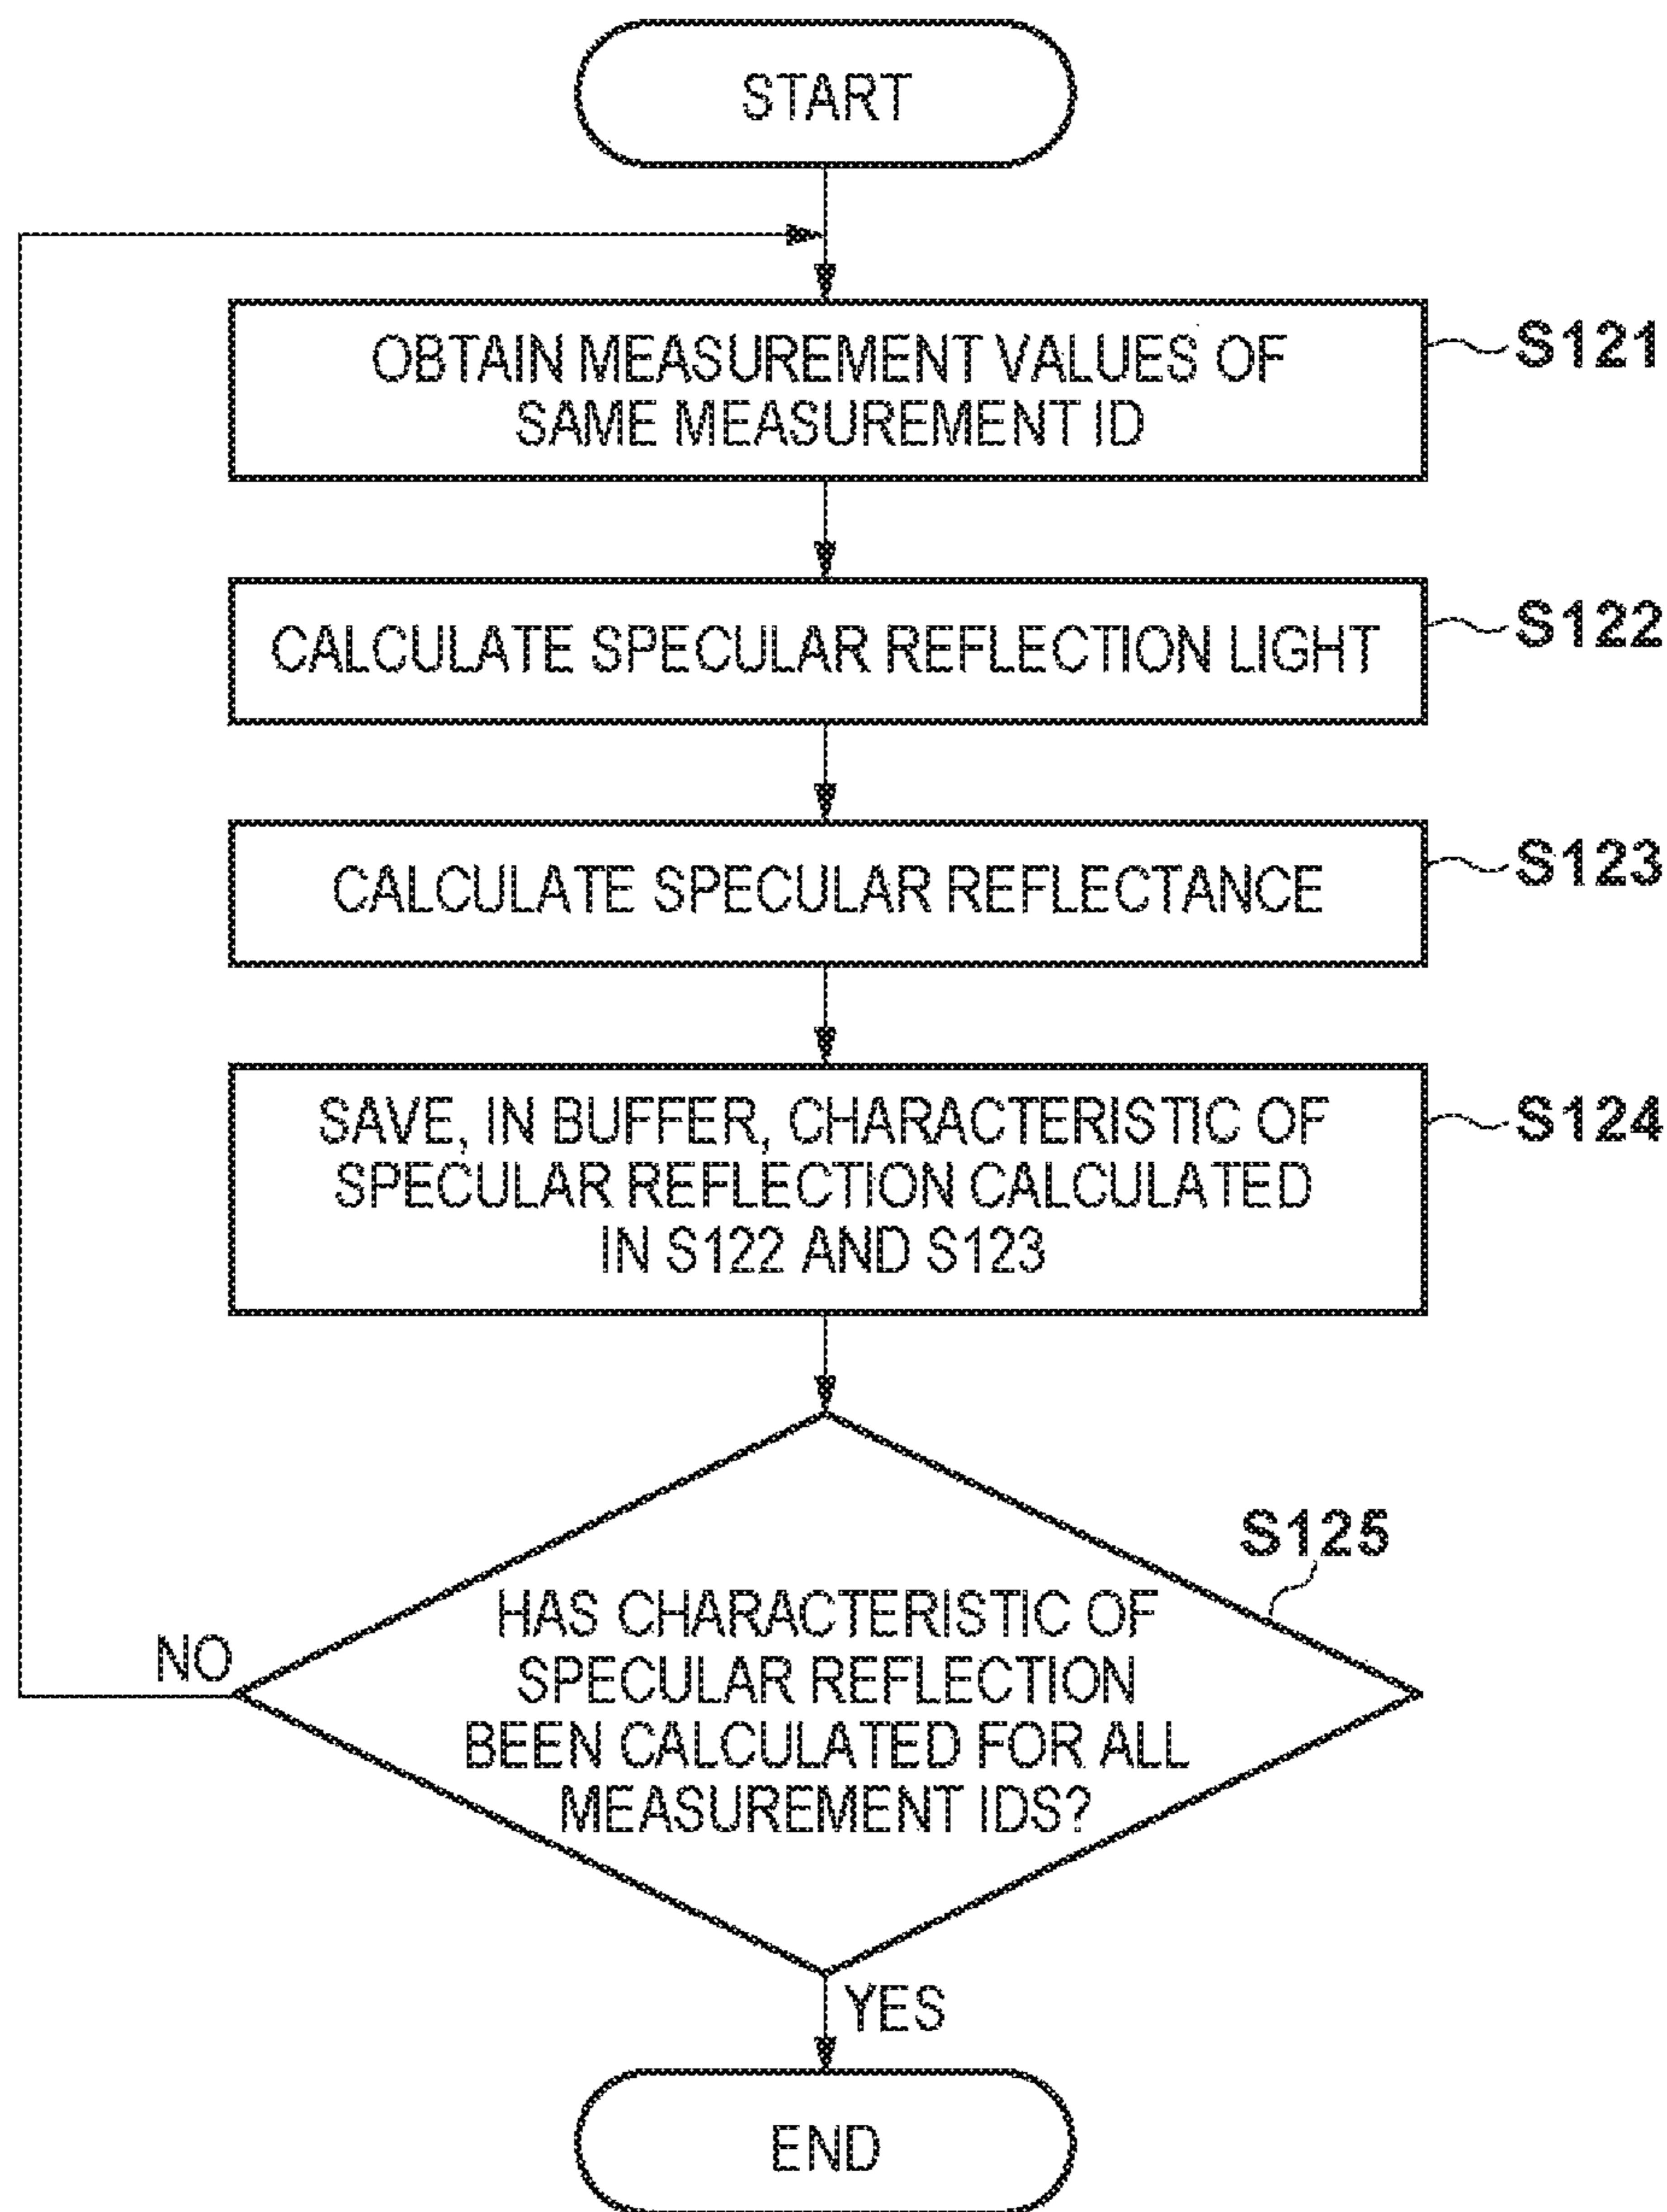 START
OBTAIN MEASUREMENT VALUES OF
SAME MEASUREMENT ID
S121
CALCULATE SPECULAR REFLECTION LIGHT
S122
CALCULATE SPECULAR REFLECTANCE
S123
SAVE, IN BUFFER, CHARACTERISTIC OF
SPECULAR REFLECTION CALCULATED
IN S122 AND S123
S124
S125
HAS CHARACTERISTIC OF
SPECULAR REFLECTION
BEEN CALCULATED FOR ALL
MEASUREMENT IDS?
NO
YES
END